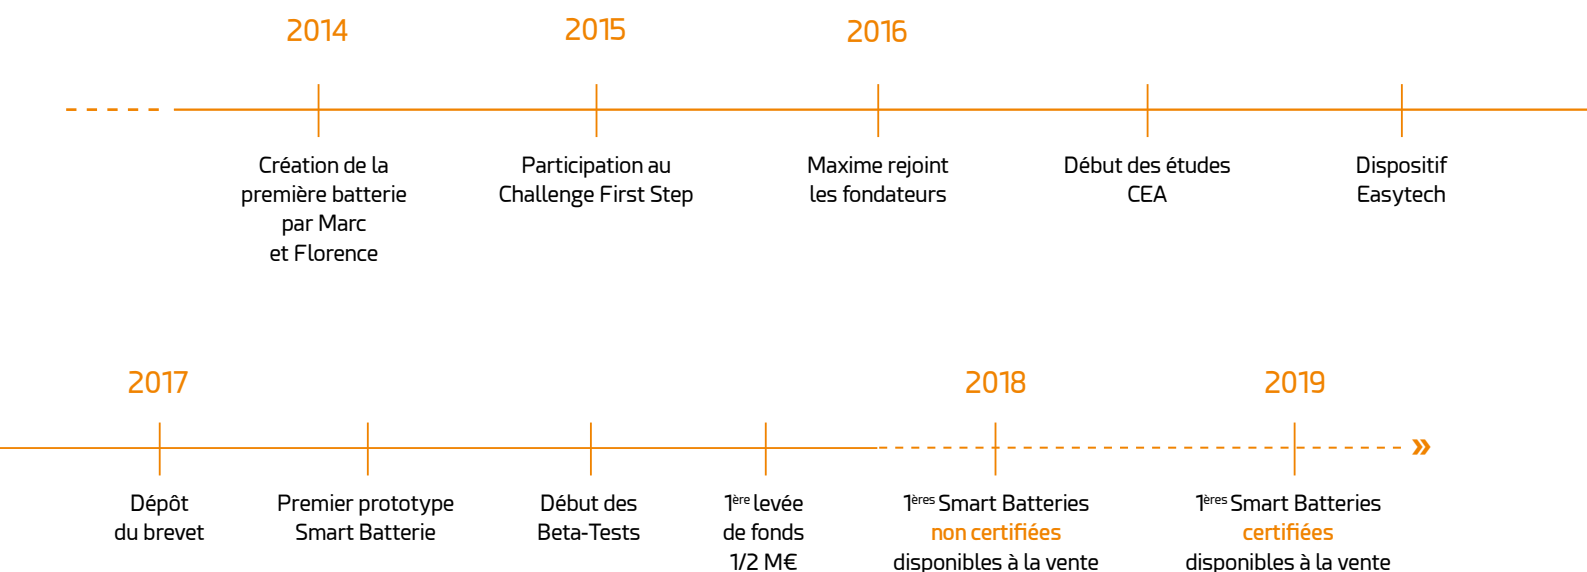 2014
2015
2016
Création de la
première batterie
par Marc
et Florence
Participation au
Challenge First Step
Maxime rejoint
les fondateurs
Début des études
CEA
Dispositif
Easytech
2017
2018
2019
»
Dépôt
du brevet
Premier prototype
Smart Batterie
Début des
Beta-Tests
1ère levée
de fonds
1/2 M€
1ères Smart Batteries
non certifiées
disponibles à la vente
1ères Smart Batteries
certifiées
disponibles à la vente